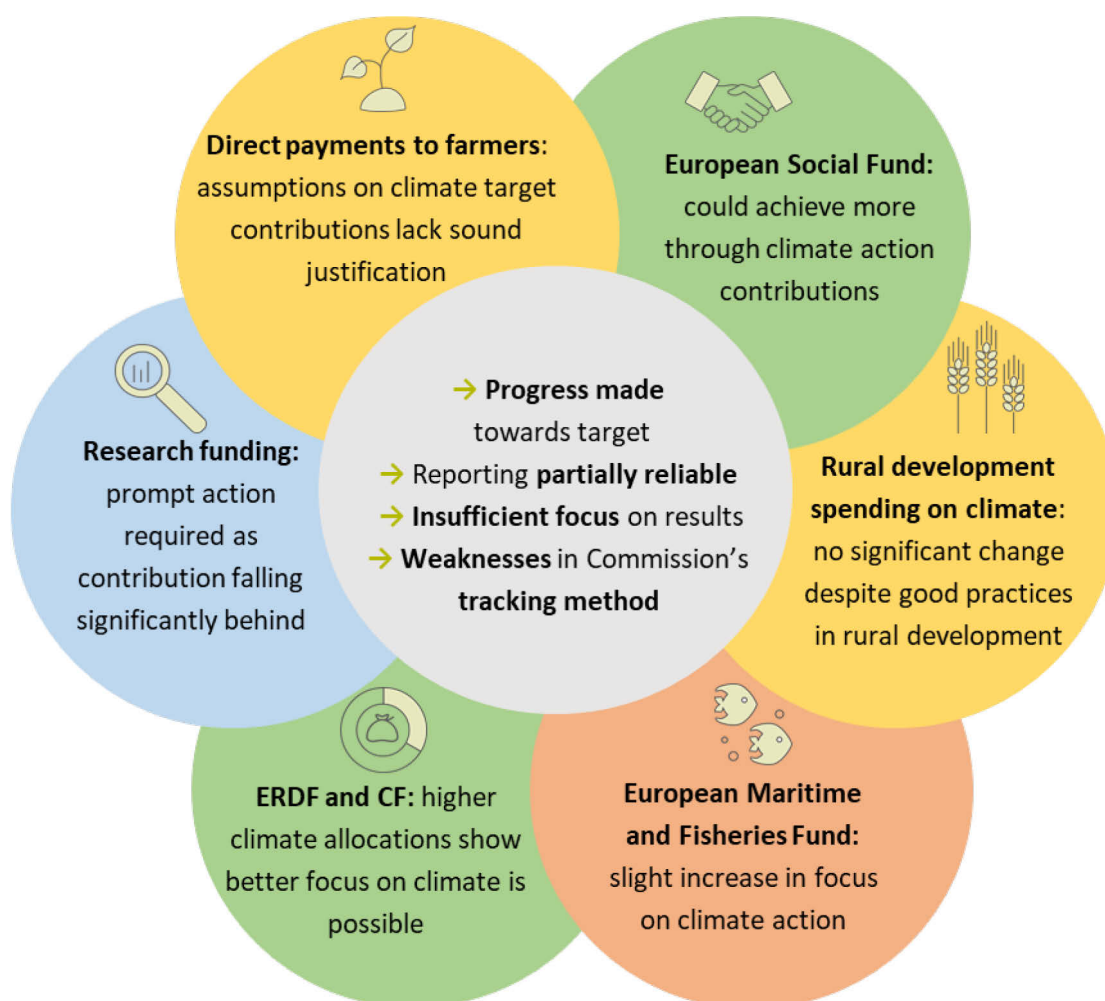 Direct payments to farmers:
assumptions on climate target
contributions lack sound
justification
European Social Fund:
could achieve more
through climate action
contributions
→ Progress made
towards target
→ Reporting partially reliable
→ Insufficient focus on results
→ Weaknesses in Commission's
tracking method
Research funding:
prompt action
required as
contribution falling
significantly behind
Rural development
spending on climate:
no significant change
despite good practices
in rural development
ERDF and CF: higher
climate allocations show
better focus on climate is
possible
European Maritime
and Fisheries Fund:
slight increase in focus
on climate action